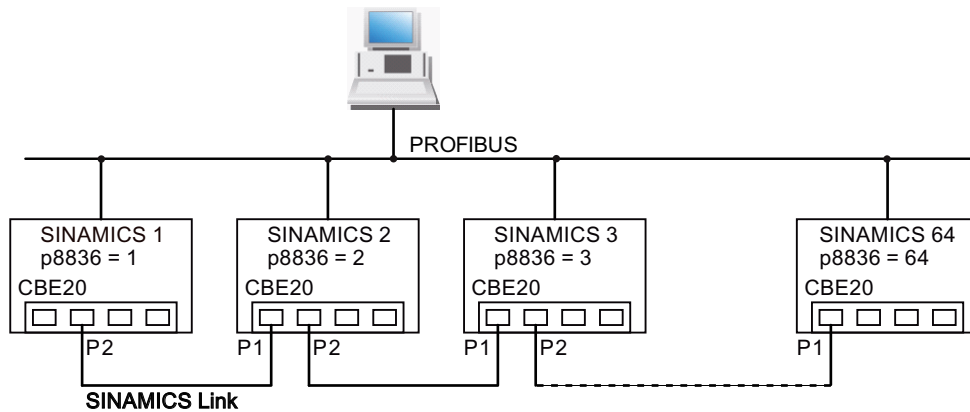 PROFIBUS
SINAMICS 1
p8836 = 1
CBE20
P2
SINAMICS 2
p8836 = 2
CBE20
P1 P2
SINAMICS 3
p8836 = 3
CBE20
P1 P2
SINAMICS 64
p8836 = 64
CBE20
P1
SINAMICS Link